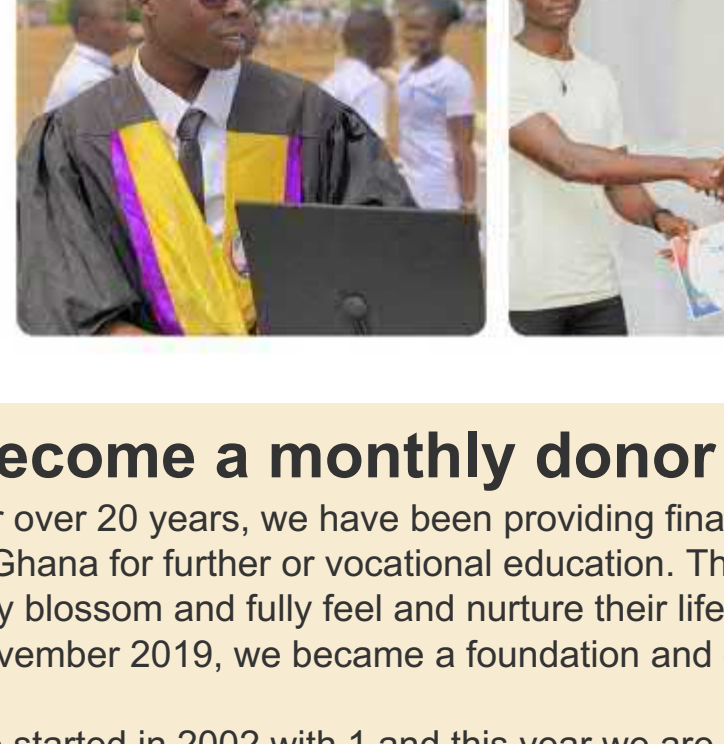 ecome a monthly donor
r over 20 years, we have been providing fina
Ghana for further or vocational education. Th
y blossom and fully feel and nurture their life
vember 2019, we became a foundation and
started in 2002 with 1 and this year we are